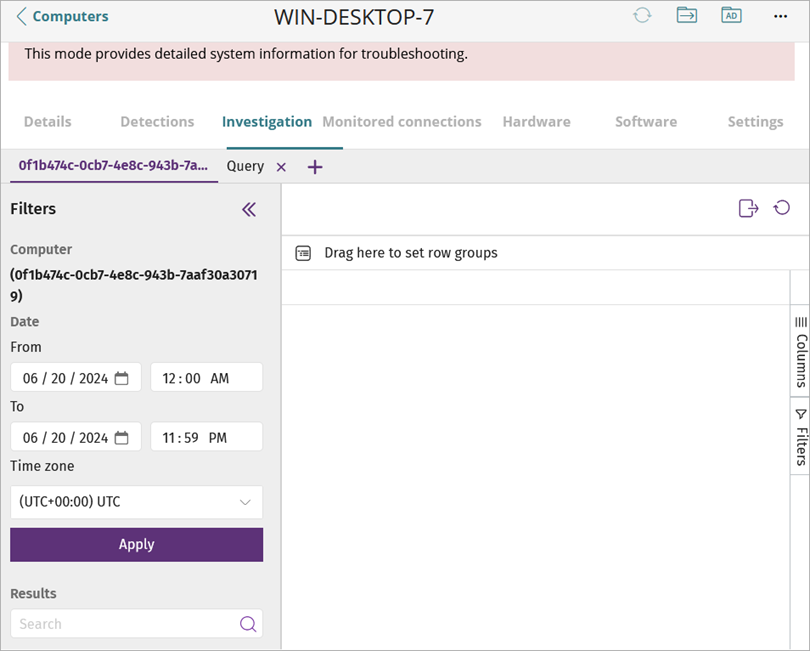 Computers
WIN-DESKTOP-7
AD
This mode provides detailed system information for troubleshooting.
Details
Detections
Investigation
Monitored connections
Hardware
Software
Settings
0f1b474c-0cb7-4e8c-943b-7a...
Query
Filters
Computer
(0f1b474c-0cb7-4e8c-943b-7aaf30a3071
9)
Date
From
06 / 20 / 2024
12 : 00 AM
To
06 / 20 / 2024
11 : 59 PM
Time zone
(UTC+00:00) UTC
Apply
Results
Search
Drag here to set row groups
Columns
Filters